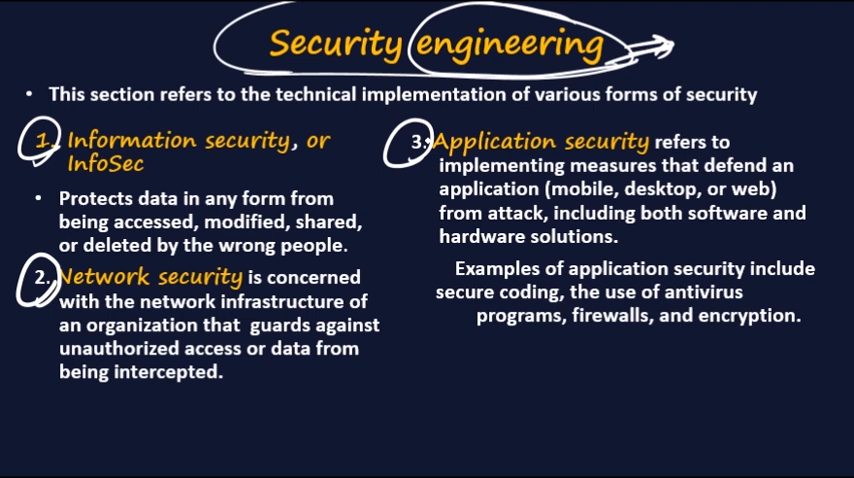 Security engineering
• This section refers to the technical implementation of various forms of security
1. Information security, or
InfoSec
• Protects data in any form from
being accessed, modified, shared,
or deleted by the wrong people.
2. Network security is concerned
with the network infrastructure of
an organization that guards against
unauthorized access or data from
being intercepted.
3. Application security refers to
implementing measures that defend an
application (mobile, desktop, or web)
from attack, including both software and
hardware solutions.
Examples of application security include
secure coding, the use of antivirus
programs, firewalls, and encryption.